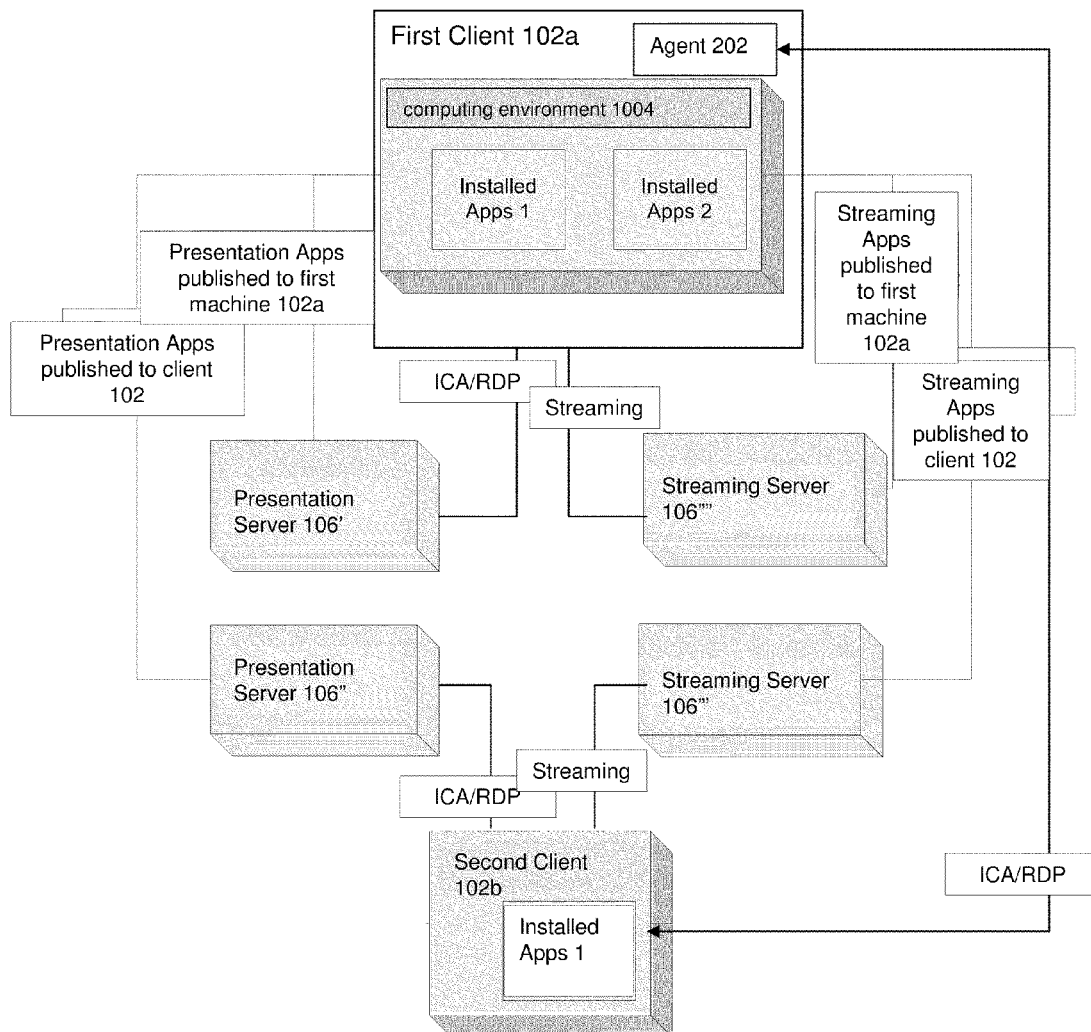 First Client 102a
Agent 202
computing environment 1004
Installed
Apps 1
Installed
Apps 2
Presentation Apps
published to first
machine 102a
Presentation Apps
published to client
102
Streaming
Apps
published
to first
machine
102a
Streaming
Apps
published to
client 102
ICA/RDP
Streaming
Presentation
Server 106'
Streaming Server
106""
Presentation
Server 106"
Streaming Server
106'"
Streaming
ICA/RDP
Second Client
102b
Installed
Apps 1
ICA/RDP